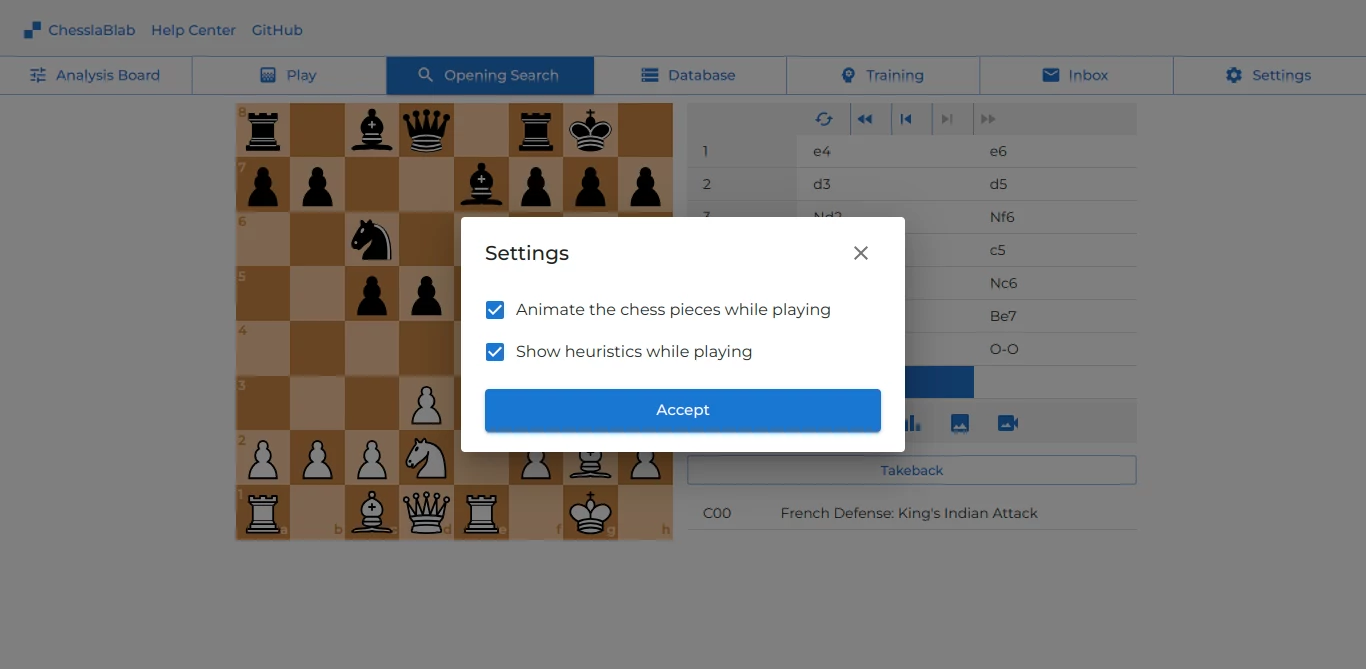 ChesslaBlab Help Center GitHub
Analysis Board Play Opening Search Database Training Inbox Settings
8
7
6
5
4
3
2
1
a b c d e f g h
1 e4 e6
2 d3 d5
3 Nd2 Nf6
c5
Nc6
Be7
O-O
Settings
Animate the chess pieces while playing
Show heuristics while playing
Accept
Takeback
C00 French Defense: King's Indian Attack